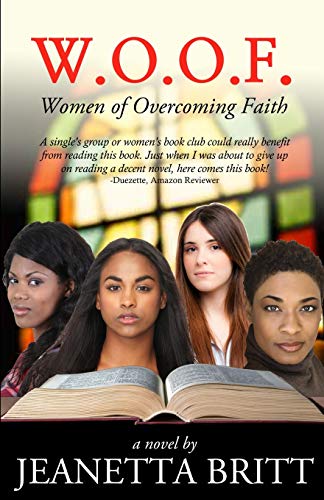 W.O.O.F.
Women of Overcoming Faith
A single's group or women's book club could really benefit
from reading this book. Just when I was about to give up
on reading a decent novel, here comes this book!
-Duezette, Amazon Reviewer
a novel by
JEANETTA BRITT